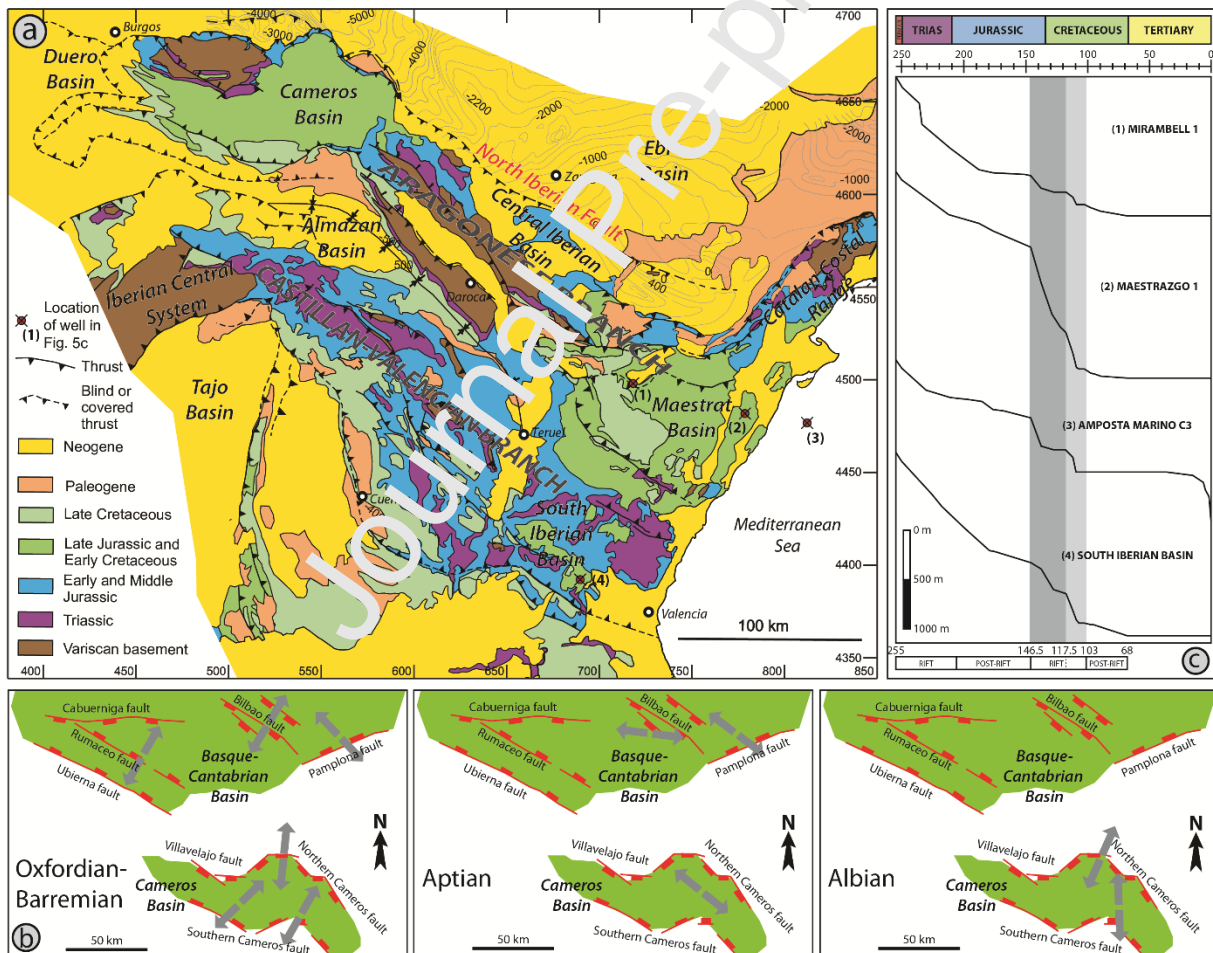 a
Burgos
-4000
-3000
-5000
-4000
4700
Duero
Basin
Cameros
Basin
-2200
-2000
-2000
4650
-2000
-1000
Ebr
Basin
North Iberian Fault
-1000
4600
Central Iberian
Basin
ARAGONESE BRANCH
Almazan
Basin
500
0
0
400
Catalan Costal
Range
4550
Iberian Central
System
CASTILLAN-VALENCIAN BRANCH
Daroca
Location
of well in
(1) Fig. 5c
Thrust
Blind or
covered
thrust
Tajo
Basin
4500
(1)
Maestrat
Basin
(2)
(3)
Teruel
4450
Neogene
Paleogene
Late Cretaceous
Late Jurassic and
Early Cretaceous
Early and Middle
Jurassic
Triassic
Variscan basement
South
Iberian
Basin
Mediterranean
Sea
4400
(4)
Valencia
100 km
400
450
500
550
600
650
700
750
800
850
4350
Journal Pre-p
TRIAS
JURASSIC
CRETACEOUS
TERTIARY
250
200
150
100
50
0
(1) MIRAMBELL 1
(2) MAESTRAZGO 1
(3) AMPOSTA MARINO C3
(4) SOUTH IBERIAN BASIN
0 m
500 m
1000 m
255
146.5
117.5
103
68
RIFT
POST-RIFT
RIFT
POST-RIFT
c
Cabuerniga fault
Bilbao fault
Rumaceo fault
Basque-
Cantabrian
Basin
Pamplona fault
Ubierna fault
N
Villavelajo fault
Northern Cameros fault
Oxfordian-
Barremian
Cameros
Basin
Southern Cameros fault
b
50 km
Cabuerniga fault
Bilbao fault
Rumaceo fault
Basque-
Cantabrian
Basin
Pamplona fault
Ubierna fault
N
Villavelajo fault
Northern Cameros fault
Aptian
Cameros
Basin
Southern Cameros fault
50 km
Cabuerniga fault
Bilbao fault
Rumaceo fault
Basque-
Cantabrian
Basin
Pamplona fault
Ubierna fault
N
Villavelajo fault
Northern Cameros fault
Albian
Cameros
Basin
Southern Cameros fault
50 km